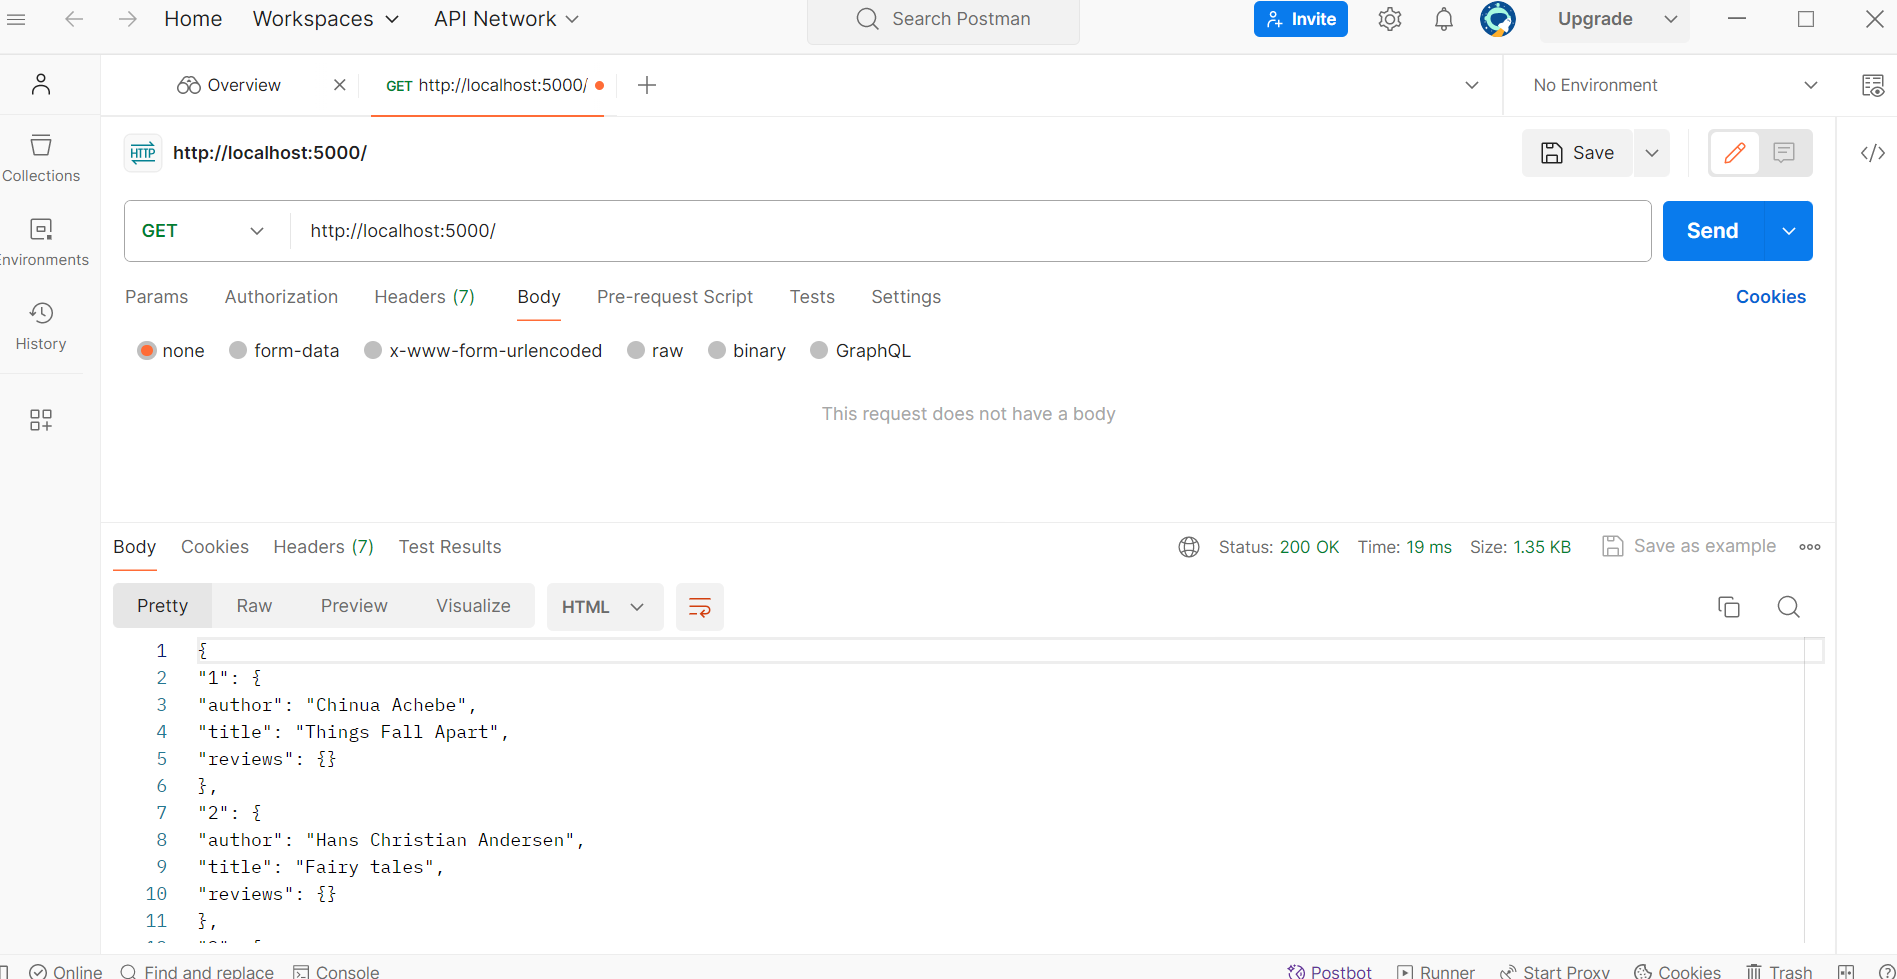 Home Workspaces API Network Search Postman Invite Upgrade
Overview GET http://localhost:5000/ No Environment
HTTP http://localhost:5000/ Save
Collections
GET http://localhost:5000/ Send
nvironments
Params Authorization Headers (7) Body Pre-request Script Tests Settings Cookies
History
none form-data x-www-form-urlencoded raw binary GraphQL
This request does not have a body
Body Cookies Headers (7) Test Results Status: 200 OK Time: 19 ms Size: 1.35 KB Save as example
Pretty Raw Preview Visualize HTML
1 {
2 "1": {
3 "author": "Chinua Achebe",
4 "title": "Things Fall Apart",
5 "reviews": {}
6 },
7 "2": {
8 "author": "Hans Christian Andersen",
9 "title": "Fairy tales",
10 "reviews": {}
11 },
Online Find and replace Console Postbot Runner Start Proxy Cookies Trash